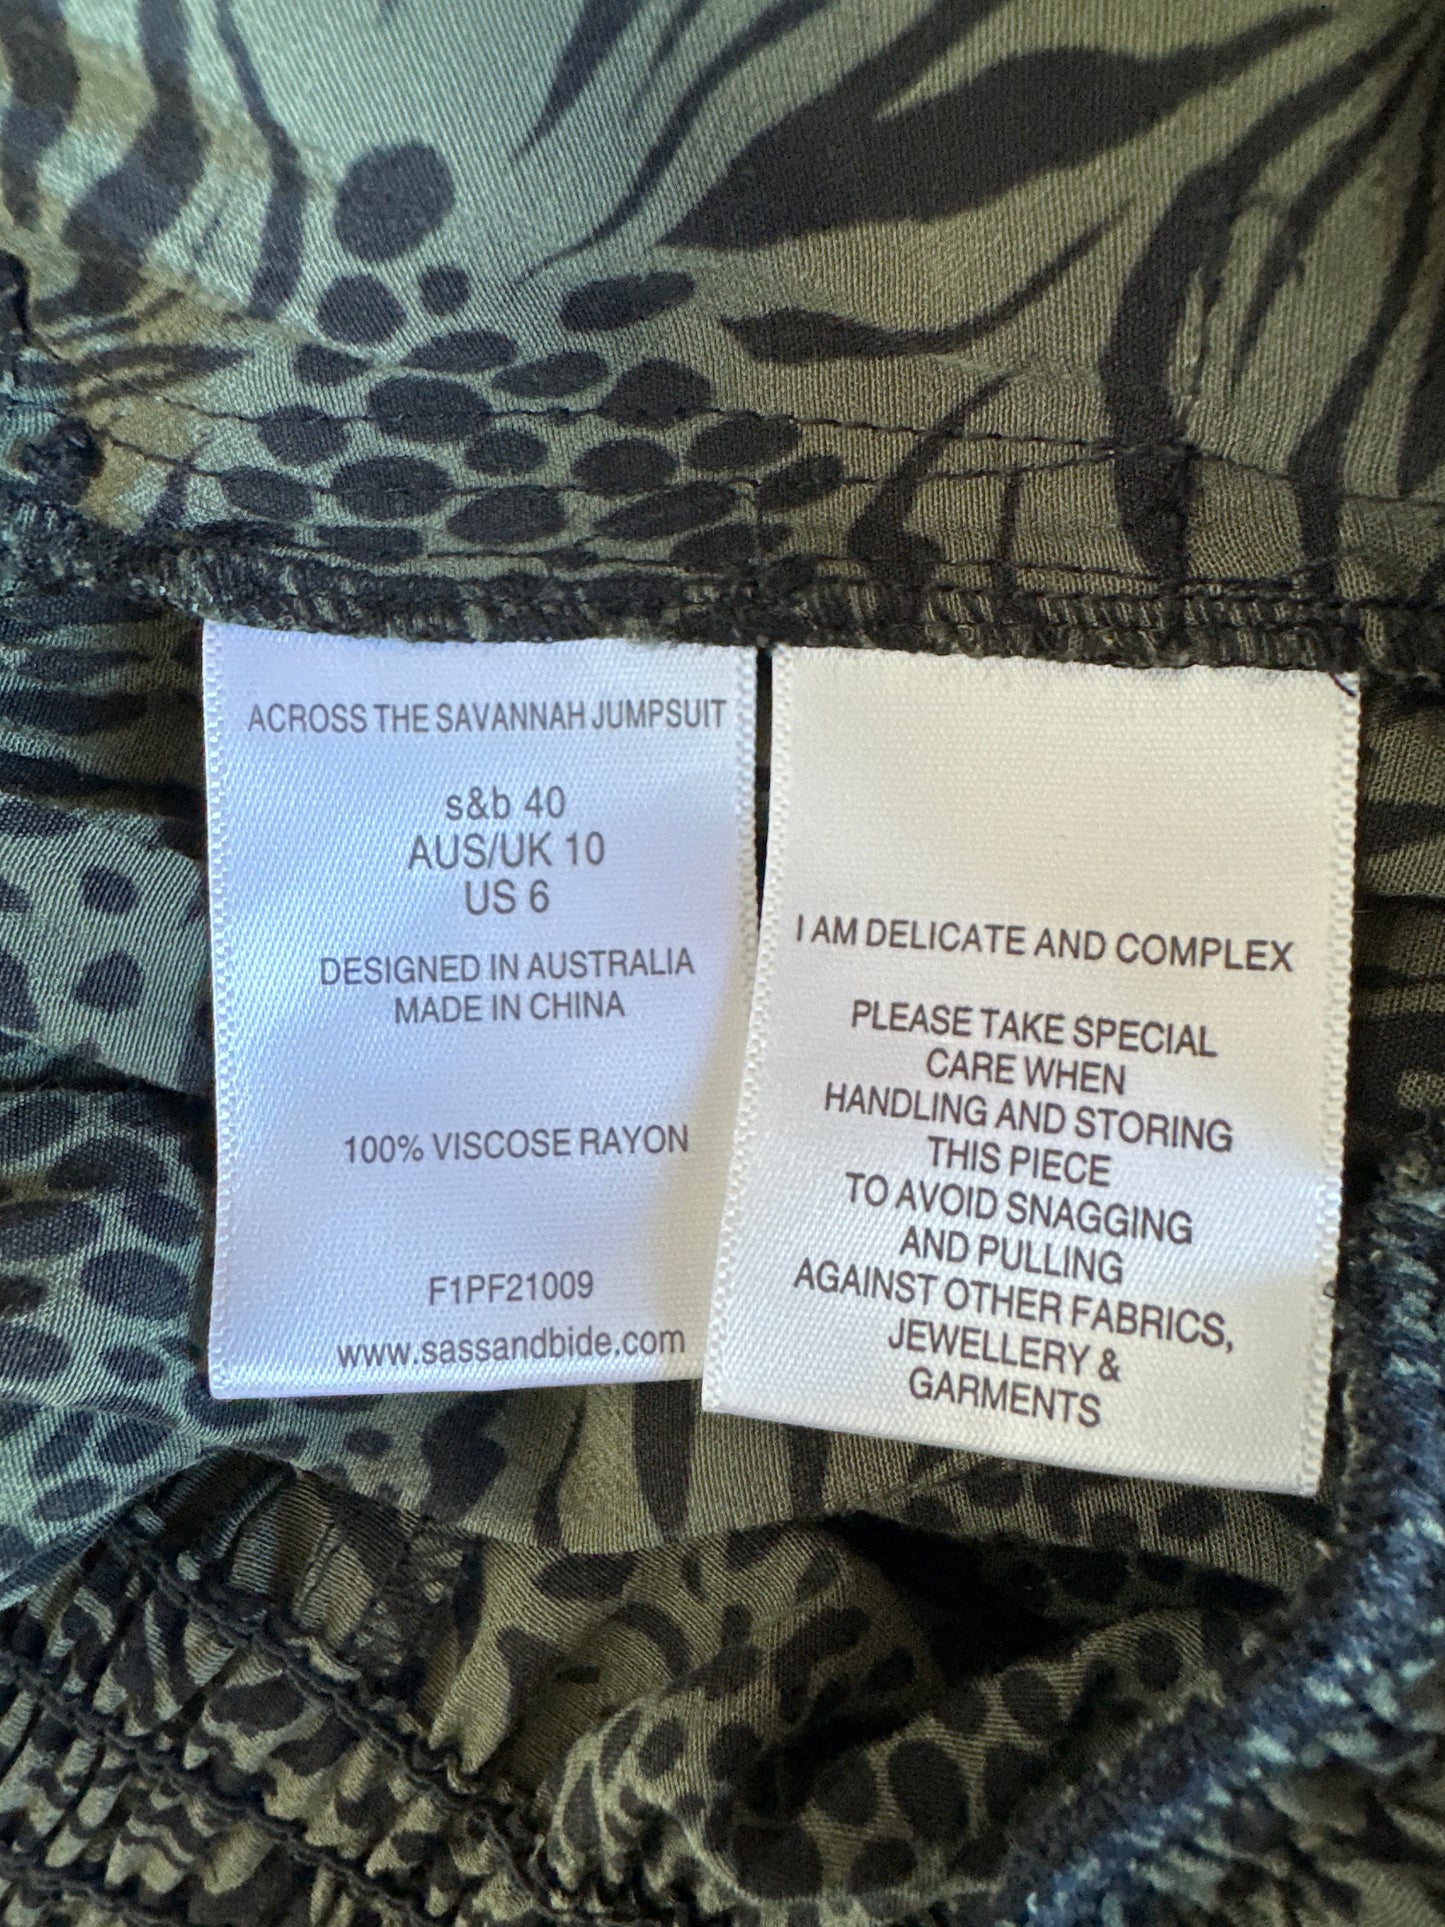 ACROSS THE SAVANNAH JUMPSUIT
s&b 40
AUS/UK 10
US 6
DESIGNED IN AUSTRALIA
MADE IN CHINA
100% VISCOSE RAYON
F1PF21009
www.sassandbide.com
I AM DELICATE AND COMPLEX
PLEASE TAKE SPECIAL
CARE WHEN
HANDLING AND STORING
THIS PIECE
TO AVOID SNAGGING
AND PULLING
AGAINST OTHER FABRICS,
JEWELLERY &
GARMENTS